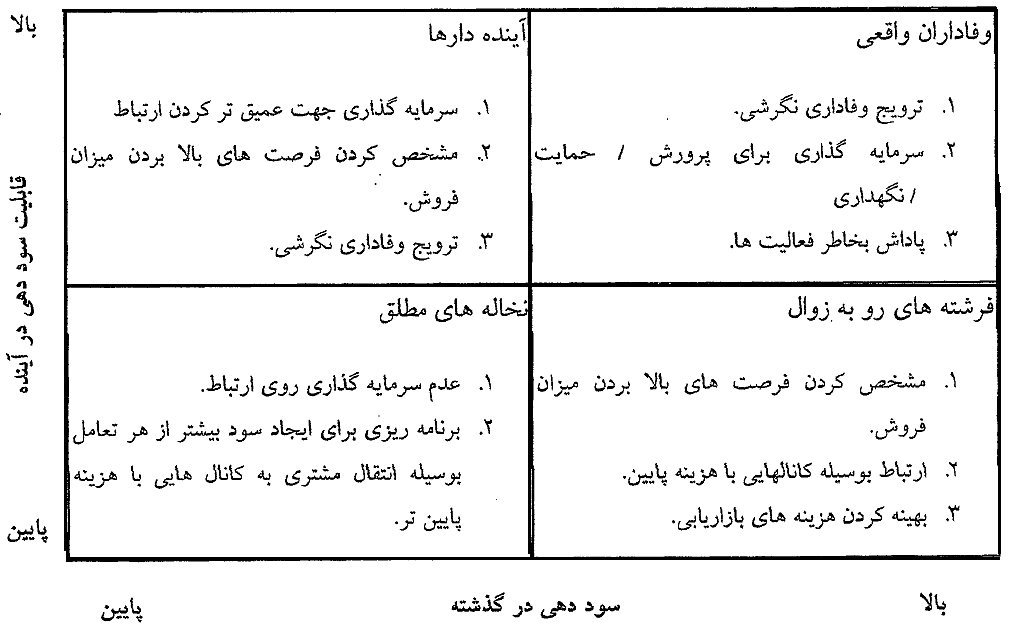 بالا
وفاداران واقعی
۱. ترویج وفاداری نگرشی.
۲. سرمایه گذاری برای پرورش / حمایت
/ نگهداری
۳. پاداش بخاطر فعالیت ها.
آینده دارها
۱. سرمایه گذاری جهت عمیق تر کردن ارتباط
۲. مشخص کردن فرصت های بالا بردن میزان
فروش.
۳. ترویج وفاداری نگرشی.
قابلیت سود دهی در آینده
فرشته های رو به زوال
۱. مشخص کردن فرصت های بالا بردن میزان
فروش.
۲. ارتباط بوسیله کانالهایی با هزینه پایین.
۳. بهینه کردن هزینه های بازاریابی.
نخاله های مطلق
۱. عدم سرمایه گذاری روی ارتباط.
۲. برنامه ریزی برای ایجاد سود بیشتر از هر تعامل
بوسیله انتقال مشتری به کانال هایی با هزینه
پایین تر.
پایین
بالا
سود دهی در گذشته
پایین